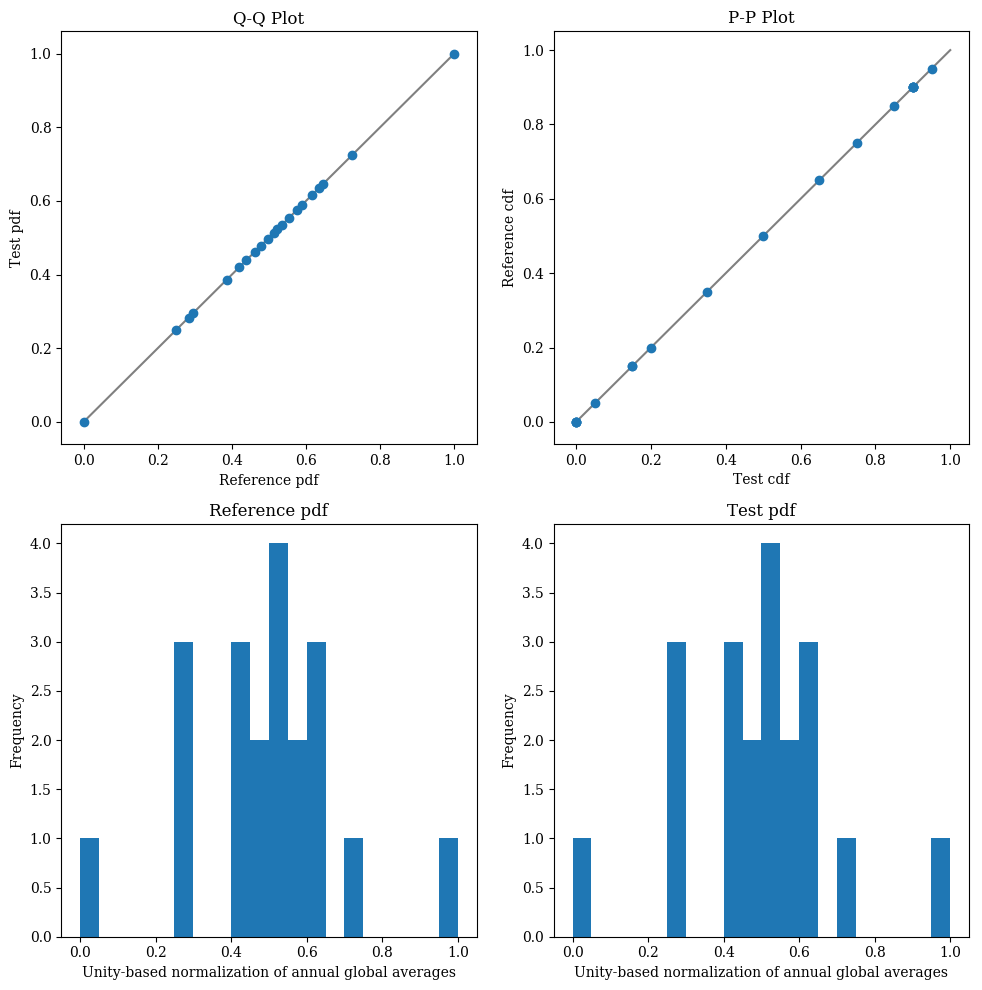 Q-Q Plot
1.0
0.8
0.6
0.4
0.2
0.0
Test pdf
0.0 0.2 0.4 0.6 0.8 1.0
Reference pdf
P-P Plot
1.0
0.8
0.6
0.4
0.2
0.0
Reference cdf
0.0 0.2 0.4 0.6 0.8 1.0
Test cdf
Reference pdf
4.0
3.5
3.0
2.5
2.0
1.5
1.0
0.5
0.0
Frequency
0.0 0.2 0.4 0.6 0.8 1.0
Unity-based normalization of annual global averages
Test pdf
4.0
3.5
3.0
2.5
2.0
1.5
1.0
0.5
0.0
Frequency
0.0 0.2 0.4 0.6 0.8 1.0
Unity-based normalization of annual global averages